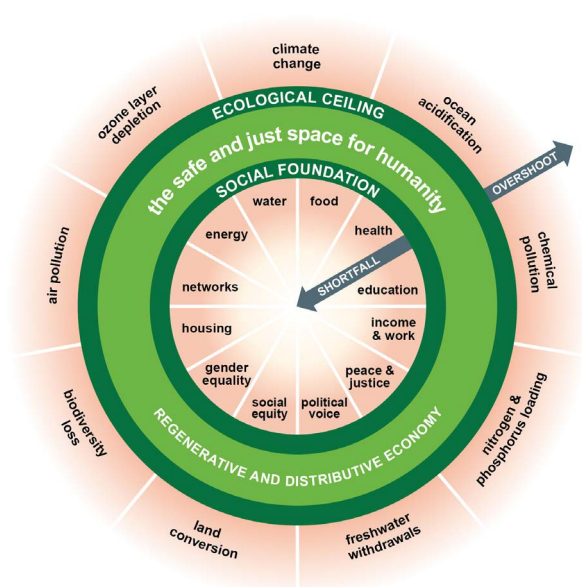 climate
change
ozone layer
depletion
ocean
acidification
ECOLOGICAL CEILING
the safe and just space for humanity
OVERSHOOT
SOCIAL FOUNDATION
water
food
energy
health
air pollution
chemical
pollution
SHORTFALL
networks
education
housing
income
& work
gender
equality
peace &
justice
social
equity
political
voice
biodiversity
loss
REGENERATIVE AND DISTRIBUTIVE ECONOMY
nitrogen &
phosphorus loading
land
conversion
freshwater
withdrawals